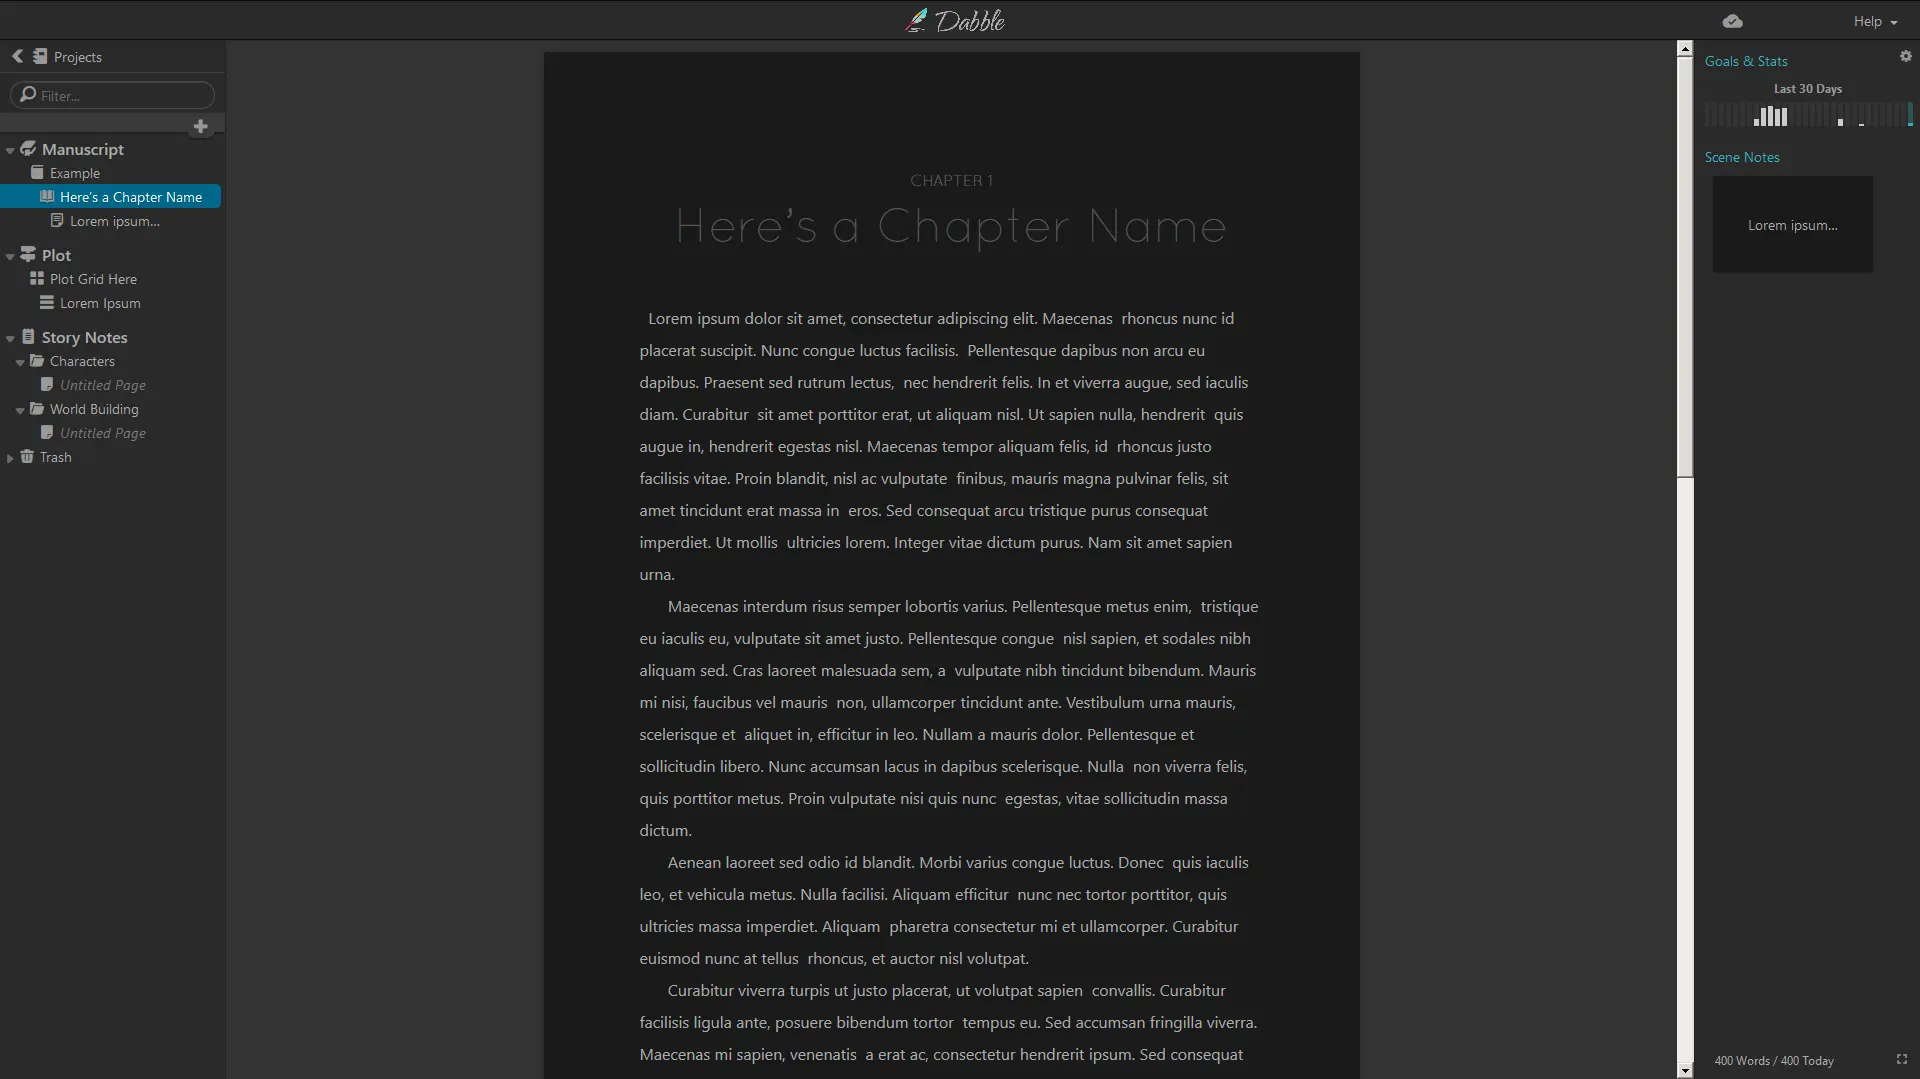 Dabble
Help
Projects
Filter...
Manuscript
Example
Here's a Chapter Name
Lorem ipsum...
Plot
Plot Grid Here
Lorem Ipsum
Story Notes
Characters
Untitled Page
World Building
Untitled Page
Trash
CHAPTER 1
Here's a Chapter Name
Lorem ipsum dolor sit amet, consectetur adipiscing elit. Maecenas  rhoncus nunc id
placerat suscipit. Nunc congue luctus facilisis.  Pellentesque dapibus non arcu eu
dapibus. Praesent sed rutrum lectus,  nec hendrerit felis. In et viverra augue, sed iaculis
diam. Curabitur  sit amet porttitor erat, ut aliquam nisl. Ut sapien nulla, hendrerit  quis
augue in, hendrerit egestas nisl. Maecenas tempor aliquam felis, id  rhoncus justo
facilisis vitae. Proin blandit, nisl ac vulputate  finibus, mauris magna pulvinar felis, sit
amet tincidunt erat massa in  eros. Sed consequat arcu tristique purus consequat
imperdiet. Ut mollis  ultricies lorem. Integer vitae dictum purus. Nam sit amet sapien
urna.
Maecenas interdum risus semper lobortis varius. Pellentesque metus enim,  tristique
eu iaculis eu, vulputate sit amet justo. Pellentesque congue  nisl sapien, et sodales nibh
aliquam sed. Cras laoreet malesuada sem, a  vulputate nibh tincidunt bibendum. Mauris
mi nisi, faucibus vel mauris  non, ullamcorper tincidunt ante. Vestibulum urna mauris,
scelerisque et  aliquet in, efficitur in leo. Nullam a mauris dolor. Pellentesque et
sollicitudin libero. Nunc accumsan lacus in dapibus scelerisque. Nulla  non viverra felis,
quis porttitor metus. Proin vulputate nisi quis nunc  egestas, vitae sollicitudin massa
dictum.
Aenean laoreet sed odio id blandit. Morbi varius congue luctus. Donec  quis iaculis
leo, et vehicula metus. Nulla facilisi. Aliquam efficitur  nunc nec tortor porttitor, quis
ultricies massa imperdiet. Aliquam  pharetra consectetur mi et ullamcorper. Curabitur
euismod nunc at tellus  rhoncus, et auctor nisl volutpat.
Curabitur viverra turpis ut justo placerat, ut volutpat sapien  convallis. Curabitur
facilisis ligula ante, posuere bibendum tortor  tempus eu. Sed accumsan fringilla viverra.
Maecenas mi sapien, venenatis  a erat ac, consectetur hendrerit ipsum. Sed consequat
Goals & Stats
Last 30 Days
Scene Notes
Lorem ipsum...
400 Words / 400 Today